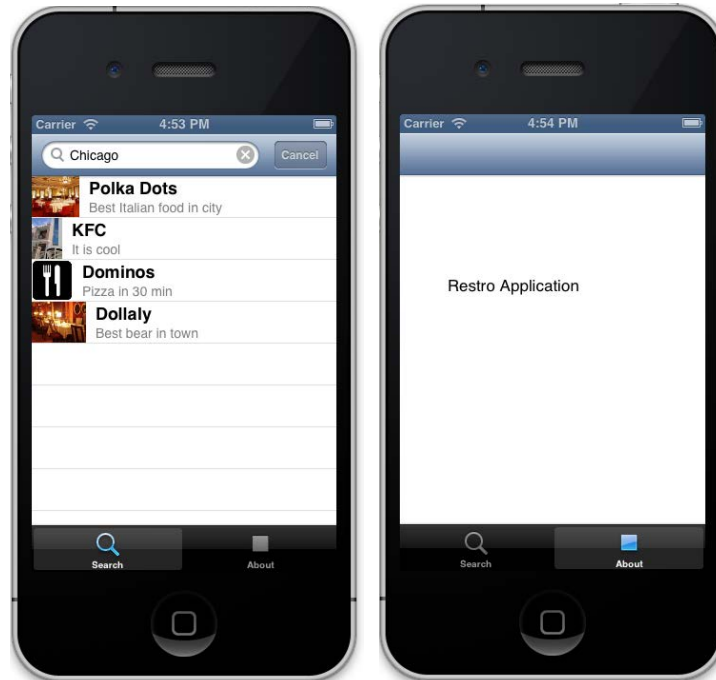 Carrier 4:53 PM
Chicago Cancel
Polka Dots
Best Italian food in city
KFC
It is cool
Dominos
Pizza in 30 min
Dollaly
Best bear in town
Search About
Carrier 4:54 PM
Restro Application
Search About